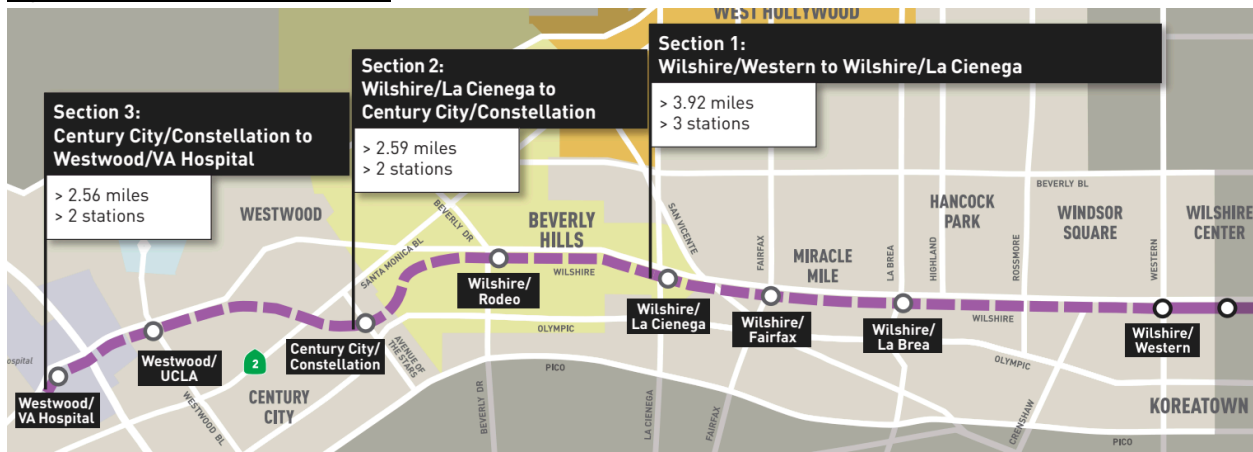 WEST HOLLYWOOD
Section 1:
Wilshire/Western to Wilshire/La Cienega
> 3.92 miles
> 3 stations
Section 2:
Wilshire/La Cienega to
Century City/Constellation
> 2.59 miles
> 2 stations
Section 3:
Century City/Constellation to
Westwood/VA Hospital
> 2.56 miles
> 2 stations
WESTWOOD
SANTA MONICA BL
BEVERLY DR
BEVERLY
HILLS
SAN VICENTE
FAIRFAX
MIRACLE
MILE
LA BREA
HIGHLAND
HANCOCK
PARK
ROSSMORE
BEVERLY BL
WINDSOR
SQUARE
WESTERN
WILSHIRE
CENTER
WILSHIRE
Wilshire/
Rodeo
Wilshire/
La Cienega
Wilshire/
Fairfax
Wilshire/
La Brea
WILSHIRE
Wilshire/
Western
OLYMPIC
OLYMPIC
Hospital
Westwood/
VA Hospital
Westwood/
UCLA
2
Century City/
Constellation
AVENUE OF
THE STARS
WESTWOOD BL
CENTURY
CITY
PICO
BEVERLY DR
LA CIENEGA
FAIRFAX
CRENSHAW
KOREATOWN
PICO